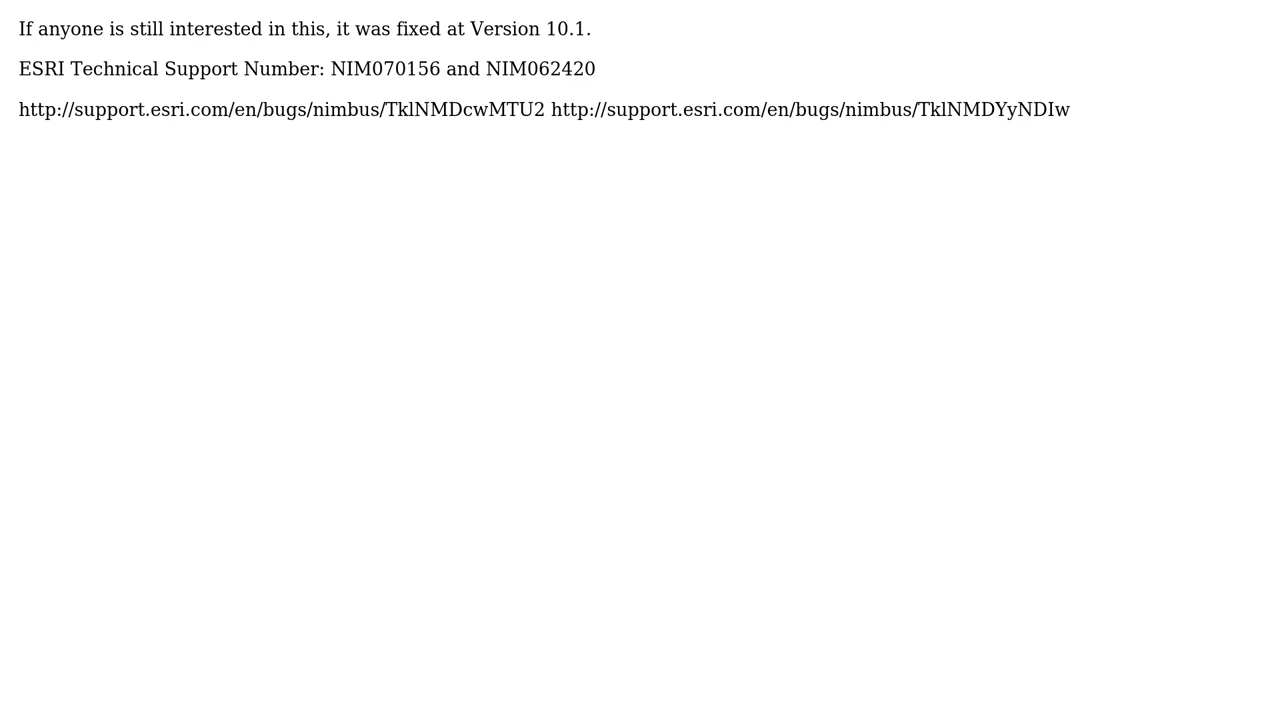 If anyone is still interested in this, it was fixed at Version 10.1.
ESRI Technical Support Number: NIM070156 and NIM062420
http://support.esri.com/en/bugs/nimbus/TklNMDcwMTU2 http://support.esri.com/en/bugs/nimbus/TklNMDYyNDIw